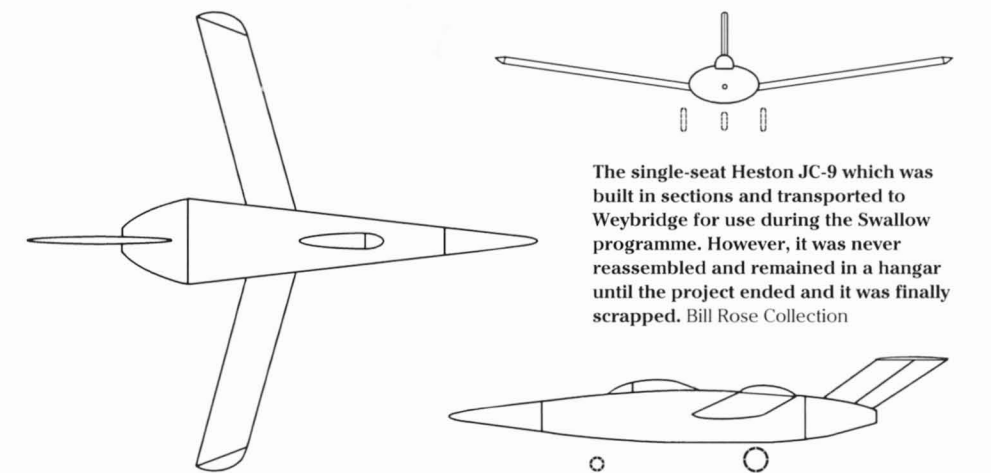 The single-seat Heston JC-9 which was
built in sections and transported to
Weybridge for use during the Swallow
programme. However, it was never
reassembled and remained in a hangar
until the project ended and it was finally
scrapped. Bill Rose Collection